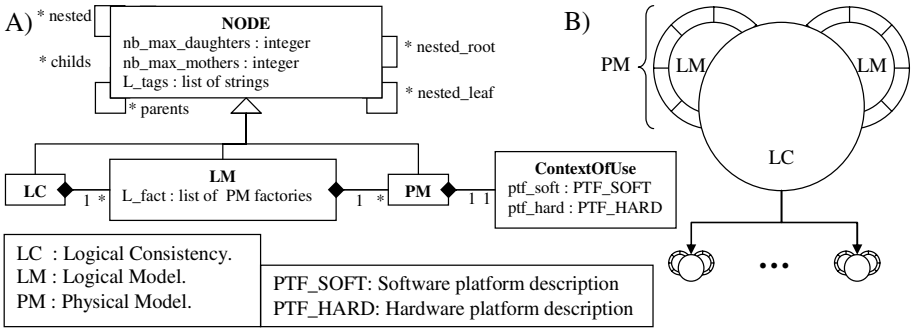 A)
* nested
NODE
nb_max_daughters : integer
nb_max_mothers : integer
L_tags : list of strings
* childs
* parents
* nested_root
* nested_leaf
LC
1 *
LM
L_fact : list of PM factories
1 *
PM
1 1
ContextOfUse
ptf_soft : PTF_SOFT
ptf_hard : PTF_HARD
LC : Logical Consistency.
LM : Logical Model.
PM : Physical Model.
PTF_SOFT: Software platform description
PTF_HARD: Hardware platform description
B)
PM
LM
LM
LC